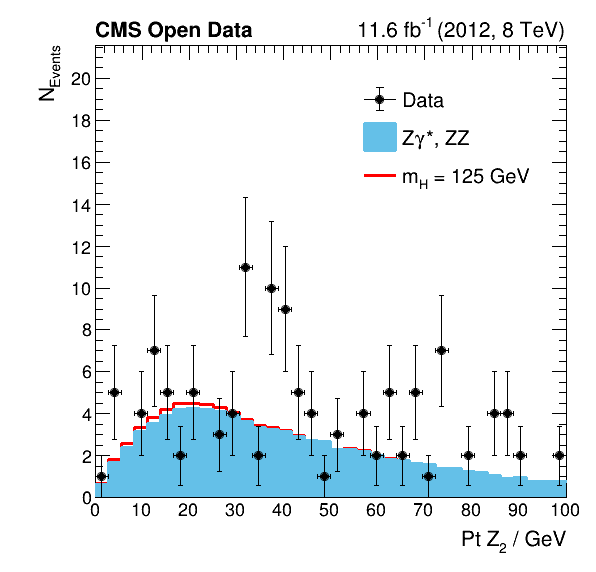 CMS Open Data 11.6 fb⁻¹ (2012, 8 TeV)
N_Events
20
18
16
14
12
10
8
6
4
2
0
Data
Zγ*, ZZ
m_H = 125 GeV
0 10 20 30 40 50 60 70 80 90 100
Pt Z₂ / GeV